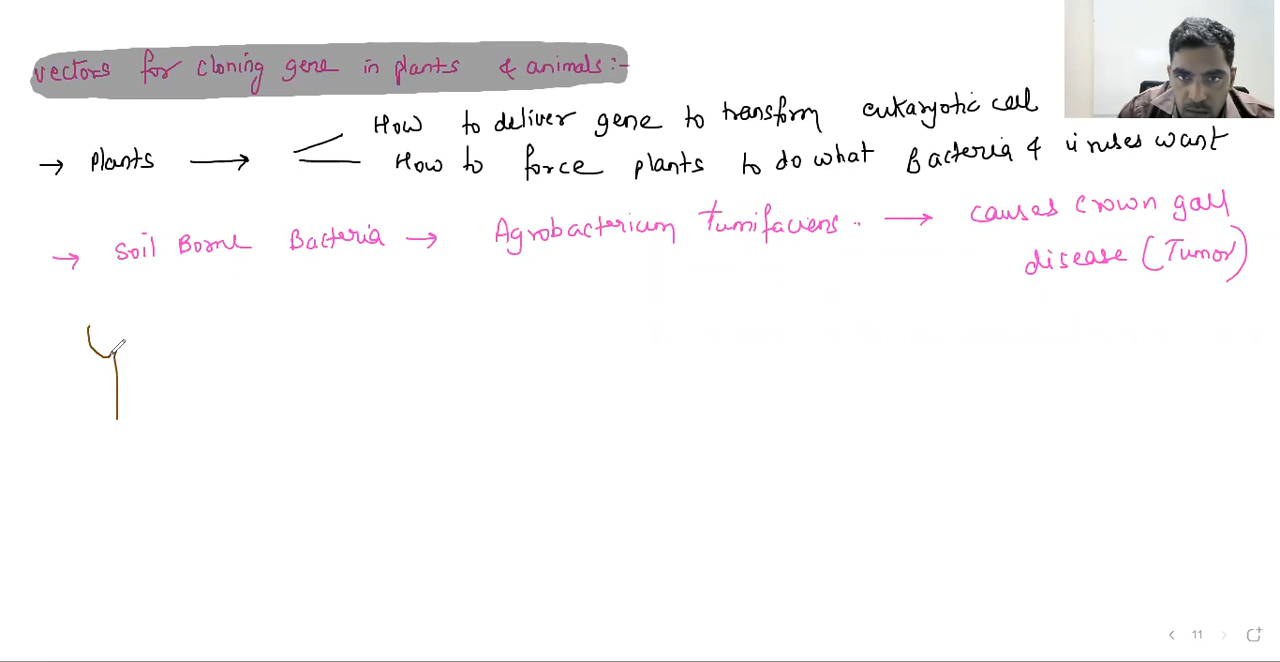 vectors for cloning gene in plants & animals:-
How to deliver gene to transform eukaryotic cell
→ Plants → How to force plants to do what Bacteria & viruses want
→ Soil Borne Bacteria → Agrobacterium tumifaciens.. → causes crown gall
disease (Tumor)
< 11 >